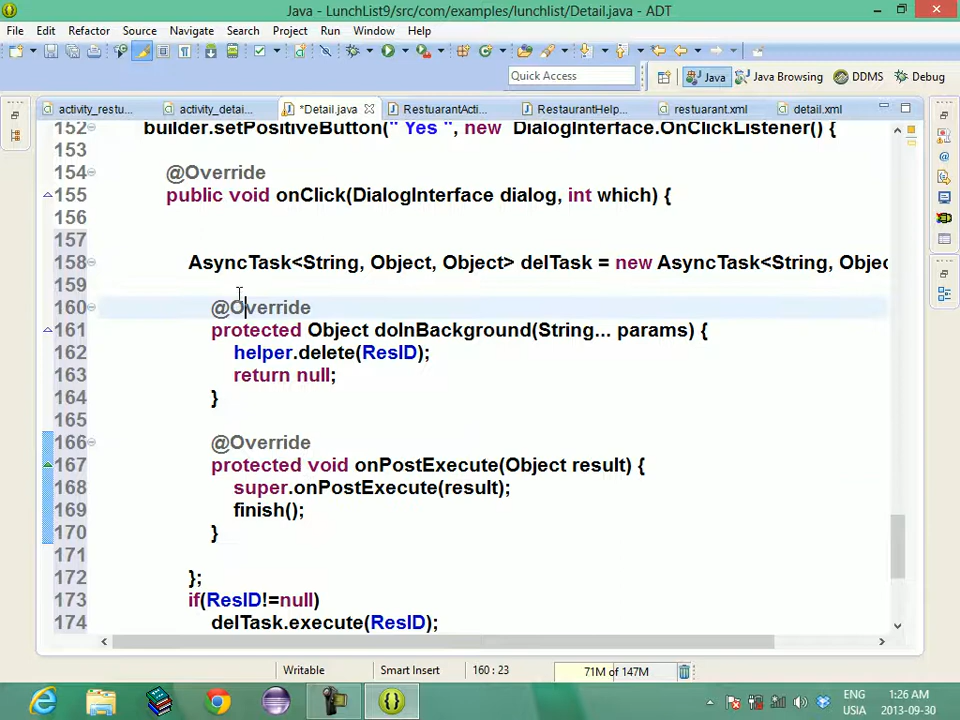 Java - LunchList9/src/com/examples/lunchlist/Detail.java - ADT
File Edit Refactor Source Navigate Search Project Run Window Help
Quick Access
Java
Java Browsing
DDMS
Debug
activity_restu...
activity_detai...
*Detail.java
RestuarantActi...
RestaurantHelp...
restuarant.xml
detail.xml
152 builder.setPositiveButton(" Yes ", new DialogInterface.OnClickListener() {
153
154 @Override
155 public void onClick(DialogInterface dialog, int which) {
156
157
158 AsyncTask<String, Object, Object> delTask = new AsyncTask<String, Objec
159
160 @Override
161 protected Object doInBackground(String... params) {
162 helper.delete(ResID);
163 return null;
164 }
165
166 @Override
167 protected void onPostExecute(Object result) {
168 super.onPostExecute(result);
169 finish();
170 }
171
172 };
173 if(ResID!=null)
174 delTask.execute(ResID);
Writable
Smart Insert
160 : 23
71M of 147M
ENG
USIA
1:26 AM
2013-09-30